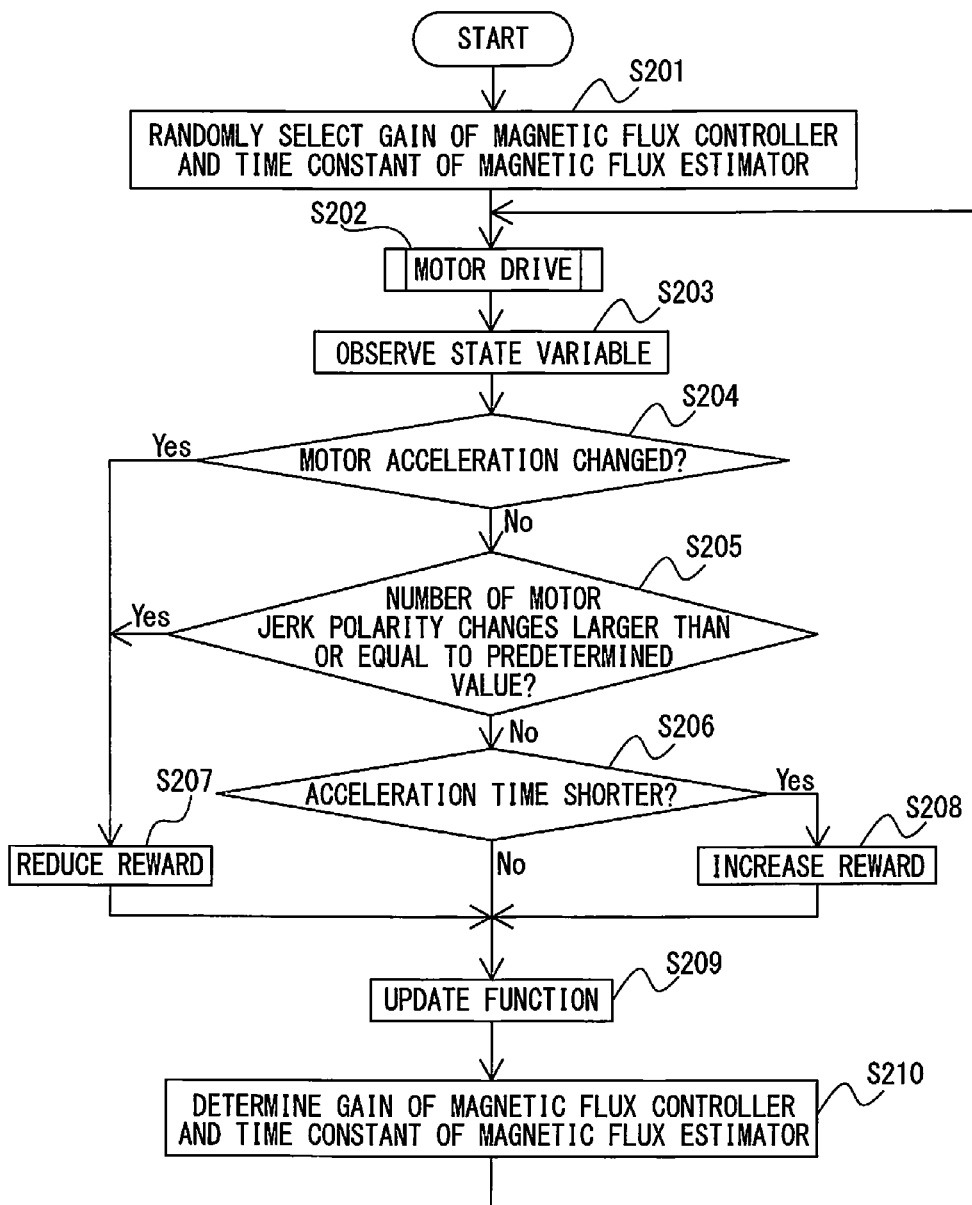 START
S201
RANDOMLY SELECT GAIN OF MAGNETIC FLUX CONTROLLER
AND TIME CONSTANT OF MAGNETIC FLUX ESTIMATOR
S202
MOTOR DRIVE
S203
OBSERVE STATE VARIABLE
S204
Yes
MOTOR ACCELERATION CHANGED?
No
S205
Yes
NUMBER OF MOTOR
JERK POLARITY CHANGES LARGER THAN
OR EQUAL TO PREDETERMINED
VALUE?
No
S206
ACCELERATION TIME SHORTER?
Yes
S207
S208
REDUCE REWARD
No
INCREASE REWARD
S209
UPDATE FUNCTION
S210
DETERMINE GAIN OF MAGNETIC FLUX CONTROLLER
AND TIME CONSTANT OF MAGNETIC FLUX ESTIMATOR